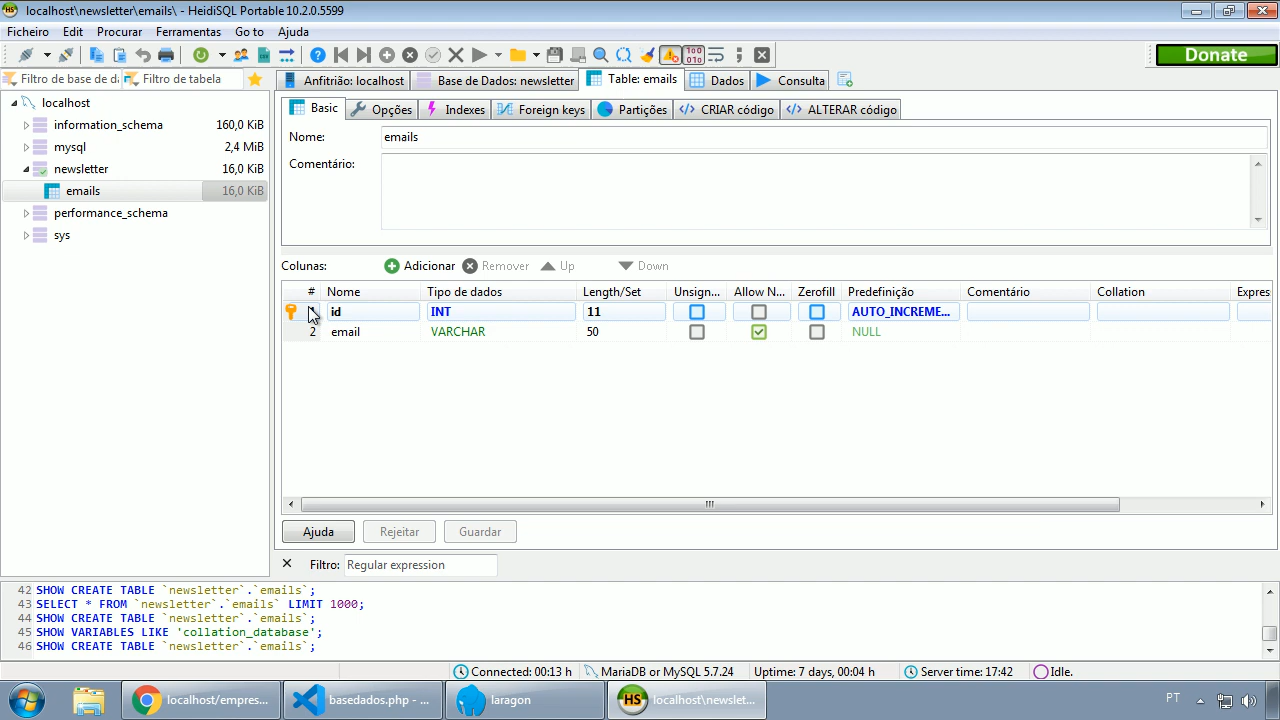 localhost\newsletter\emails\ - HeidiSQL Portable 10.2.0.5599
Ficheiro Edit Procurar Ferramentas Go to Ajuda
Donate
Filtro de base de da Filtro de tabela
Anfitrião: localhost Base de Dados: newsletter Table: emails Dados Consulta
localhost
information_schema 160,0 KiB
mysql 2,4 MiB
newsletter 16,0 KiB
emails 16,0 KiB
performance_schema
sys
Basic Opções Indexes Foreign keys Partições CRIAR código ALTERAR código
Nome: emails
Comentário:
Colunas: Adicionar Remover Up Down
# Nome Tipo de dados Length/Set Unsign... Allow N... Zerofill Predefinição Comentário Collation Expres
id INT 11 AUTO_INCREME...
2 email VARCHAR 50 NULL
Ajuda Rejeitar Guardar
Filtro: Regular expression
42 SHOW CREATE TABLE `newsletter`.`emails`;
43 SELECT * FROM `newsletter`.`emails` LIMIT 1000;
44 SHOW CREATE TABLE `newsletter`.`emails`;
45 SHOW VARIABLES LIKE 'collation_database';
46 SHOW CREATE TABLE `newsletter`.`emails`;
Connected: 00:13 h MariaDB or MySQL 5.7.24 Uptime: 7 days, 00:04 h Server time: 17:42 Idle.
localhost/empres... basedados.php - ... laragon HS localhost\newslet... PT